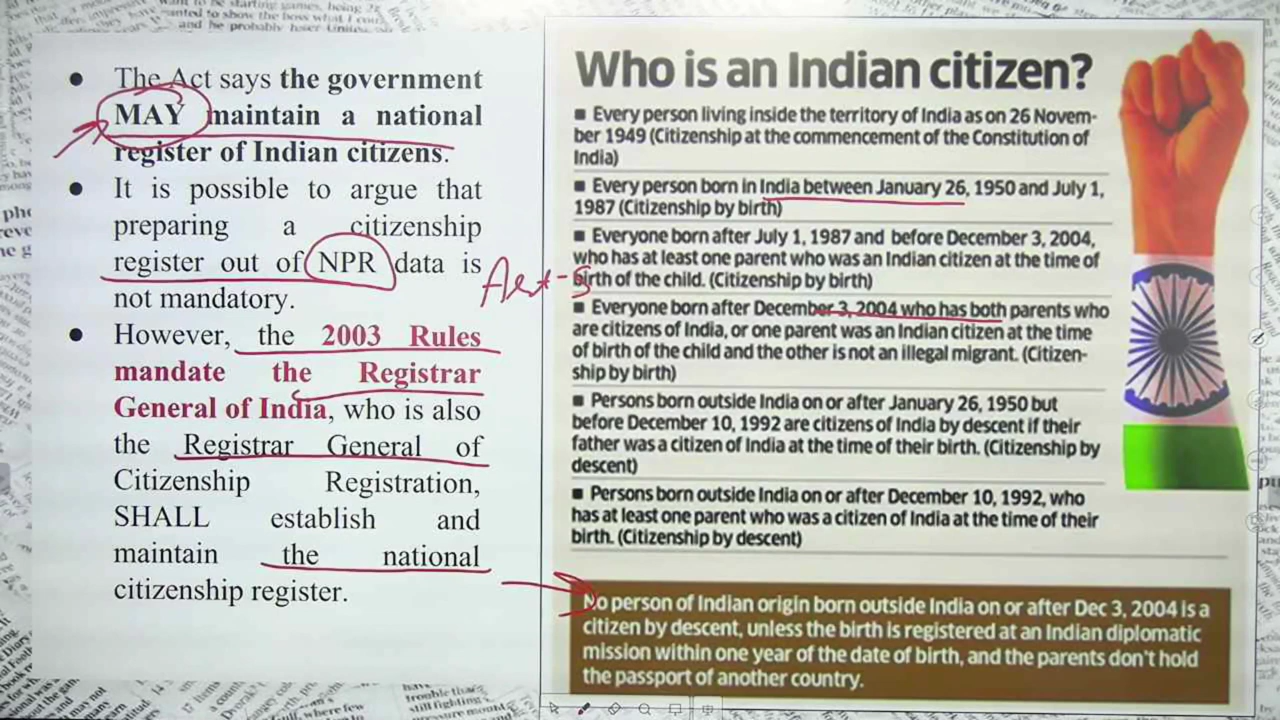 The Act says the government
MAY maintain a national
register of Indian citizens.
It is possible to argue that
preparing a citizenship
register out of NPR data is
not mandatory.
However, the 2003 Rules
mandate the Registrar
General of India, who is also
the Registrar General of
Citizenship Registration,
SHALL establish and
maintain the national
citizenship register.
Act-5
Who is an Indian citizen?
■ Every person living inside the territory of India as on 26 Novem-
ber 1949 (Citizenship at the commencement of the Constitution of
India)
■ Every person born in India between January 26, 1950 and July 1,
1987 (Citizenship by birth)
■ Everyone born after July 1, 1987 and before December 3, 2004,
who has at least one parent who was an Indian citizen at the time of
birth of the child. (Citizenship by birth)
■ Everyone born after December 3, 2004 who has both parents who
are citizens of India, or one parent was an Indian citizen at the time
of birth of the child and the other is not an illegal migrant. (Citizen-
ship by birth)
■ Persons born outside India on or after January 26, 1950 but
before December 10, 1992 are citizens of India by descent if their
father was a citizen of India at the time of their birth. (Citizenship by
descent)
■ Persons born outside India on or after December 10, 1992, who
has at least one parent who was a citizen of India at the time of their
birth. (Citizenship by descent)
No person of Indian origin born outside India on or after Dec 3, 2004 is a
citizen by descent, unless the birth is registered at an Indian diplomatic
mission within one year of the date of birth, and the parents don't hold
the passport of another country.